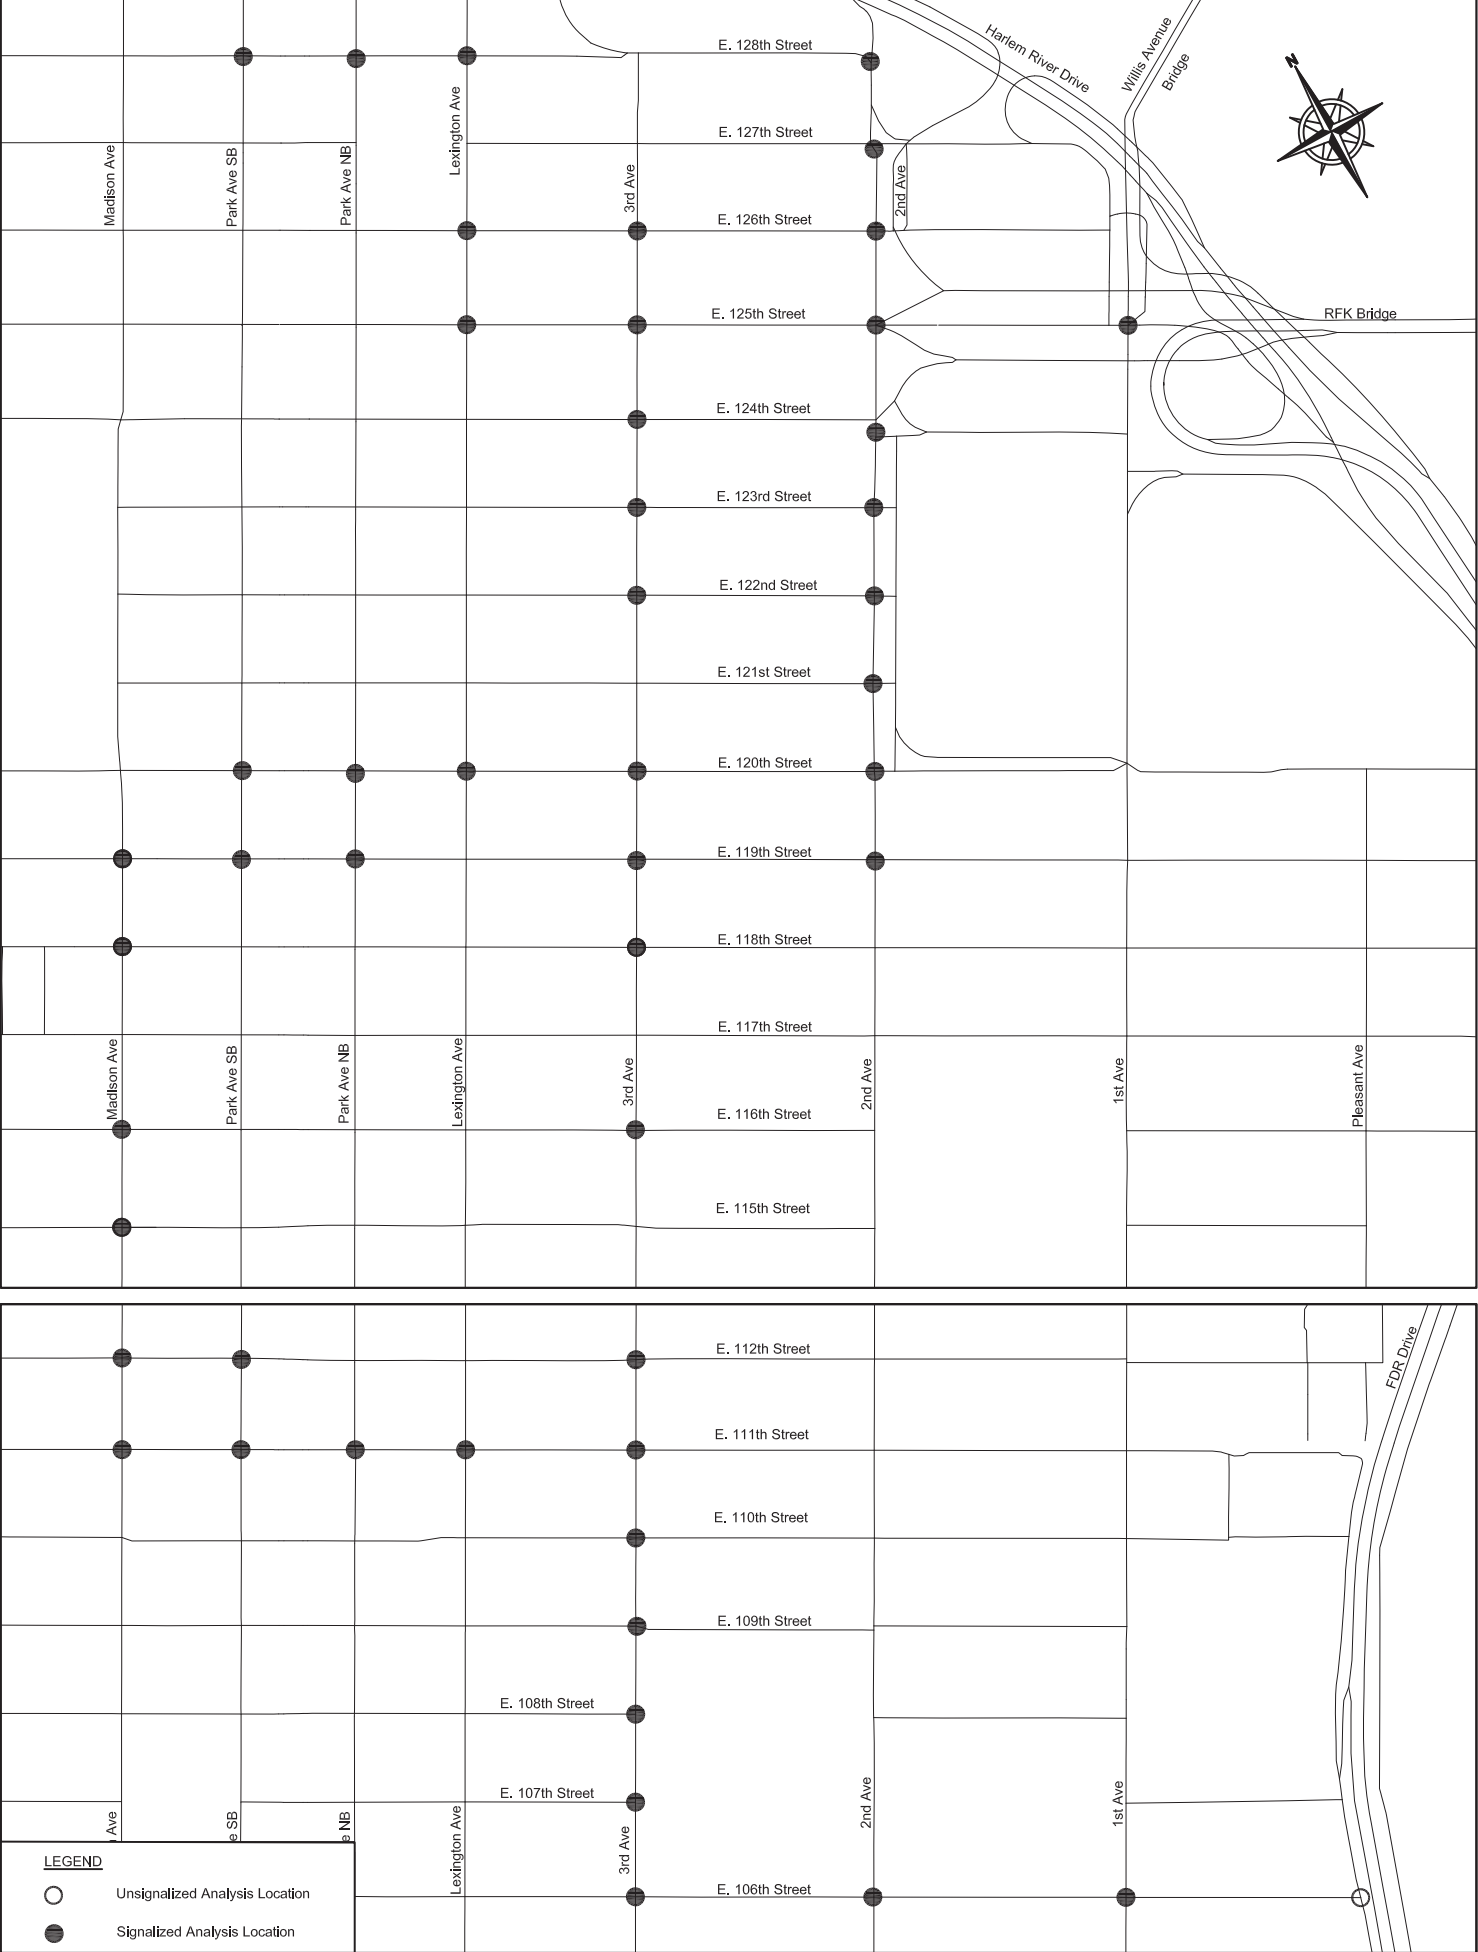 E. 128th Street
Harlem River Drive
Willis Avenue
Bridge
N
Lexington Ave
E. 127th Street
Madison Ave
Park Ave SB
Park Ave NB
3rd Ave
2nd Ave
E. 126th Street
E. 125th Street
RFK Bridge
E. 124th Street
E. 123rd Street
E. 122nd Street
E. 121st Street
E. 120th Street
E. 119th Street
E. 118th Street
E. 117th Street
Madison Ave
Park Ave SB
Park Ave NB
Lexington Ave
3rd Ave
2nd Ave
1st Ave
Pleasant Ave
E. 116th Street
E. 115th Street
E. 112th Street
FDR Drive
E. 111th Street
E. 110th Street
E. 109th Street
E. 108th Street
E. 107th Street
Ave
e SB
e NB
Lexington Ave
3rd Ave
2nd Ave
1st Ave
E. 106th Street
LEGEND
Unsignalized Analysis Location
Signalized Analysis Location